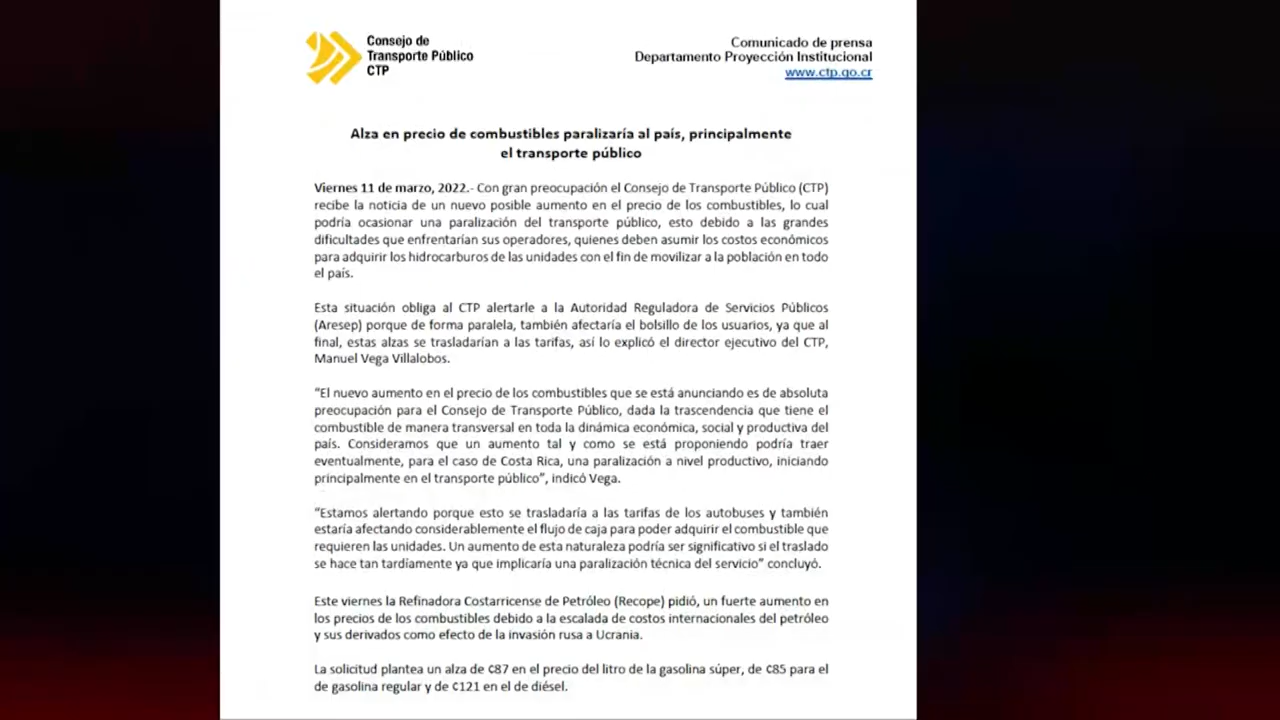 Consejo de
Transporte Público
CTP
Comunicado de prensa
Departamento Proyección Institucional
www.ctp.go.cr
Alza en precio de combustibles paralizaría al país, principalmente
el transporte público
Viernes 11 de marzo, 2022.- Con gran preocupación el Consejo de Transporte Público (CTP)
recibe la noticia de un nuevo posible aumento en el precio de los combustibles, lo cual
podría ocasionar una paralización del transporte público, esto debido a las grandes
dificultades que enfrentarían sus operadores, quienes deben asumir los costos económicos
para adquirir los hidrocarburos de las unidades con el fin de movilizar a la población en todo
el país.
Esta situación obliga al CTP alertarle a la Autoridad Reguladora de Servicios Públicos
(Aresep) porque de forma paralela, también afectaría el bolsillo de los usuarios, ya que al
final, estas alzas se trasladarían a las tarifas, así lo explicó el director ejecutivo del CTP,
Manuel Vega Villalobos.
“El nuevo aumento en el precio de los combustibles que se está anunciando es de absoluta
preocupación para el Consejo de Transporte Público, dada la trascendencia que tiene el
combustible de manera transversal en toda la dinámica económica, social y productiva del
país. Consideramos que un aumento tal y como se está proponiendo podría traer
eventualmente, para el caso de Costa Rica, una paralización a nivel productivo, iniciando
principalmente en el transporte público”, indicó Vega.
“Estamos alertando porque esto se trasladaría a las tarifas de los autobuses y también
estaría afectando considerablemente el flujo de caja para poder adquirir el combustible que
requieren las unidades. Un aumento de esta naturaleza podría ser significativo si el traslado
se hace tan tardíamente ya que implicaría una paralización técnica del servicio” concluyó.
Este viernes la Refinadora Costarricense de Petróleo (Recope) pidió, un fuerte aumento en
los precios de los combustibles debido a la escalada de costos internacionales del petróleo
y sus derivados como efecto de la invasión rusa a Ucrania.
La solicitud plantea un alza de ¢87 en el precio del litro de la gasolina súper, de ¢85 para el
de gasolina regular y de ¢121 en el de diésel.